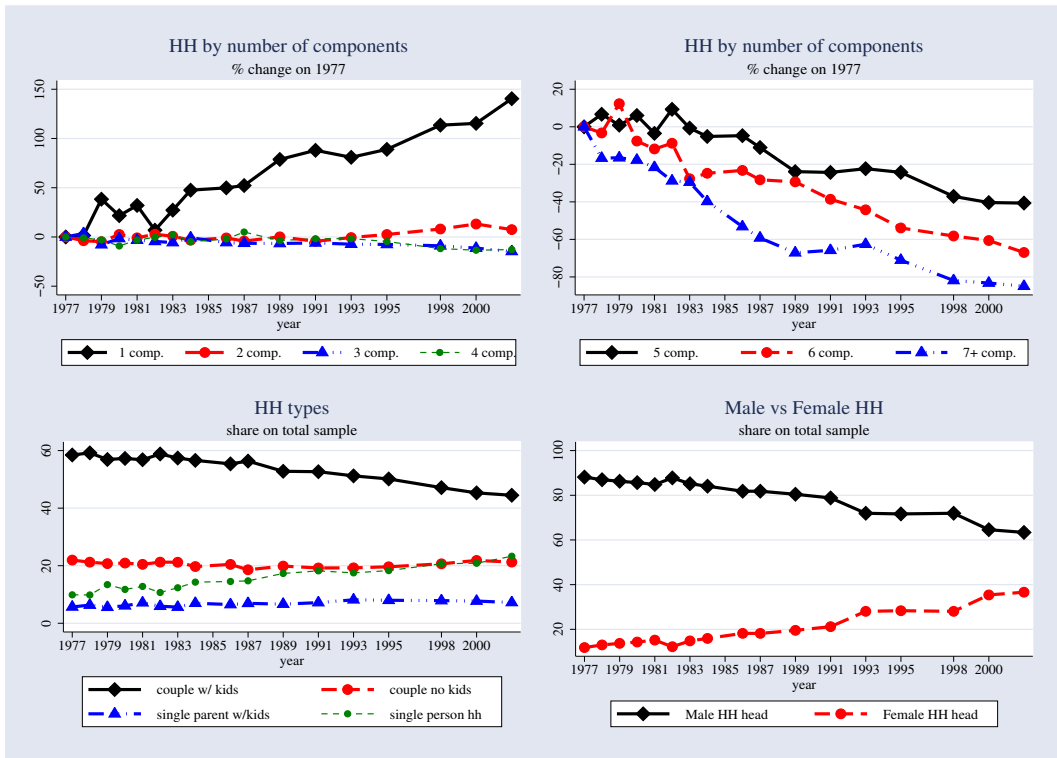 HH by number of components
% change on 1977
150
100
50
0
−50
1977 1979 1981 1983 1985 1987 1989 1991 1993 1995 1998 2000
year
1 comp. 2 comp. 3 comp. 4 comp.
HH by number of components
% change on 1977
20
0
−20
−40
−60
−80
1977 1979 1981 1983 1985 1987 1989 1991 1993 1995 1998 2000
year
5 comp. 6 comp. 7+ comp.
HH types
share on total sample
60
40
20
0
1977 1979 1981 1983 1985 1987 1989 1991 1993 1995 1998 2000
year
couple w/ kids couple no kids
single parent w/kids single person hh
Male vs Female HH
share on total sample
100
80
60
40
20
1977 1979 1981 1983 1985 1987 1989 1991 1993 1995 1998 2000
year
Male HH head Female HH head